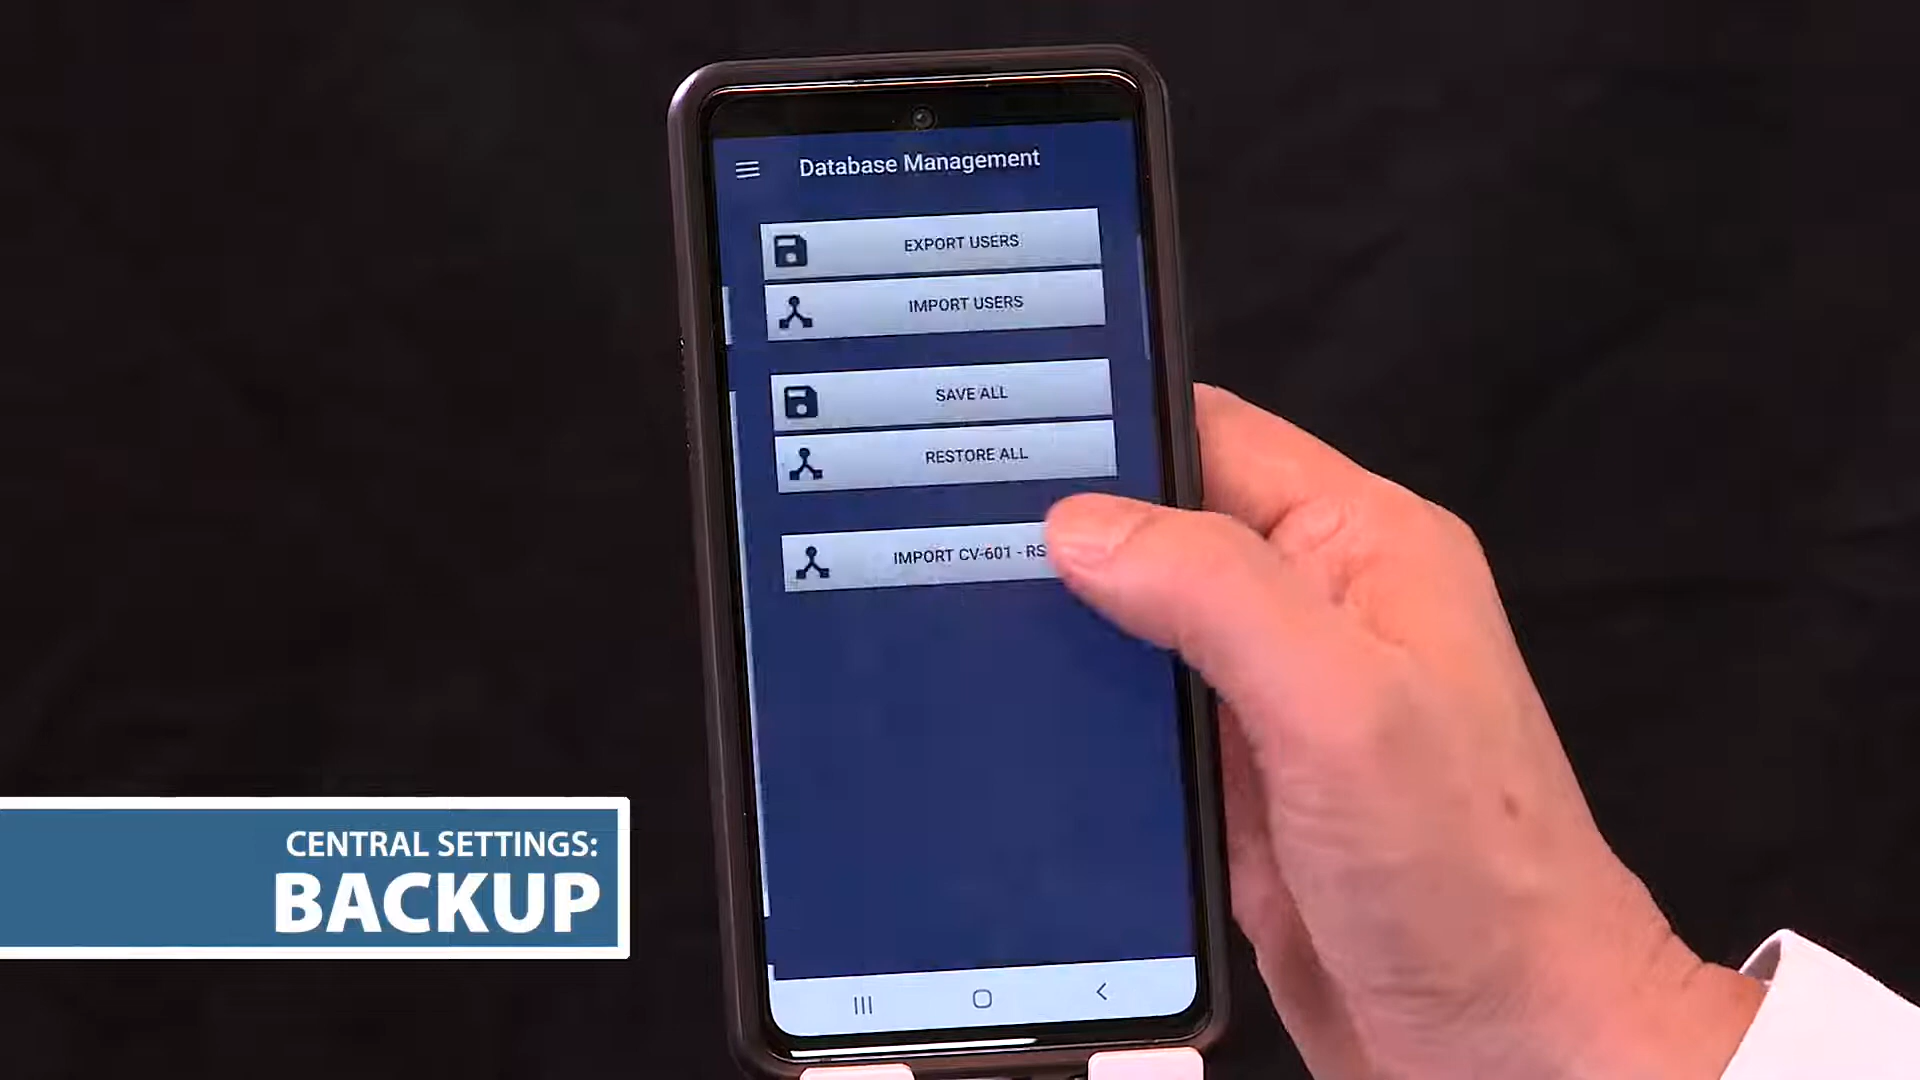 Database Management
EXPORT USERS
IMPORT USERS
SAVE ALL
RESTORE ALL
IMPORT CV-601 - RS
CENTRAL SETTINGS:
BACKUP